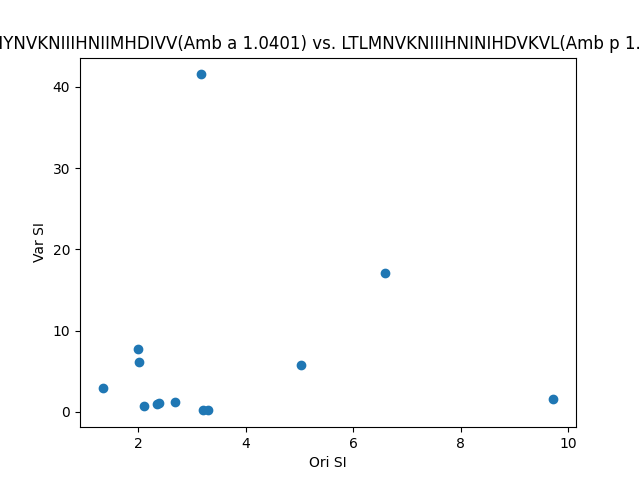 IYNVKNIIIHNIIMHDIVV(Amb a 1.0401) vs. LTLMNVKNIIIHNINIHDVKVL(Amb p 1.
40
30
20
10
0
Var SI
2 4 6 8 10
Ori SI